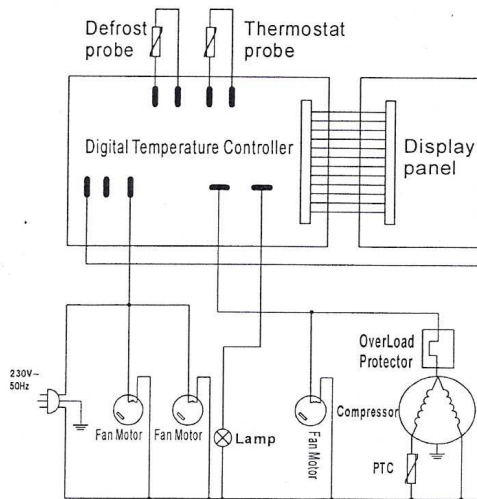 Defrost
probe
Thermostat
probe
Digital Temperature Controller
Display
panel
230V~
50Hz
OverLoad
Protector
Compressor
Fan Motor
Fan Motor
Lamp
Fan Motor
PTC